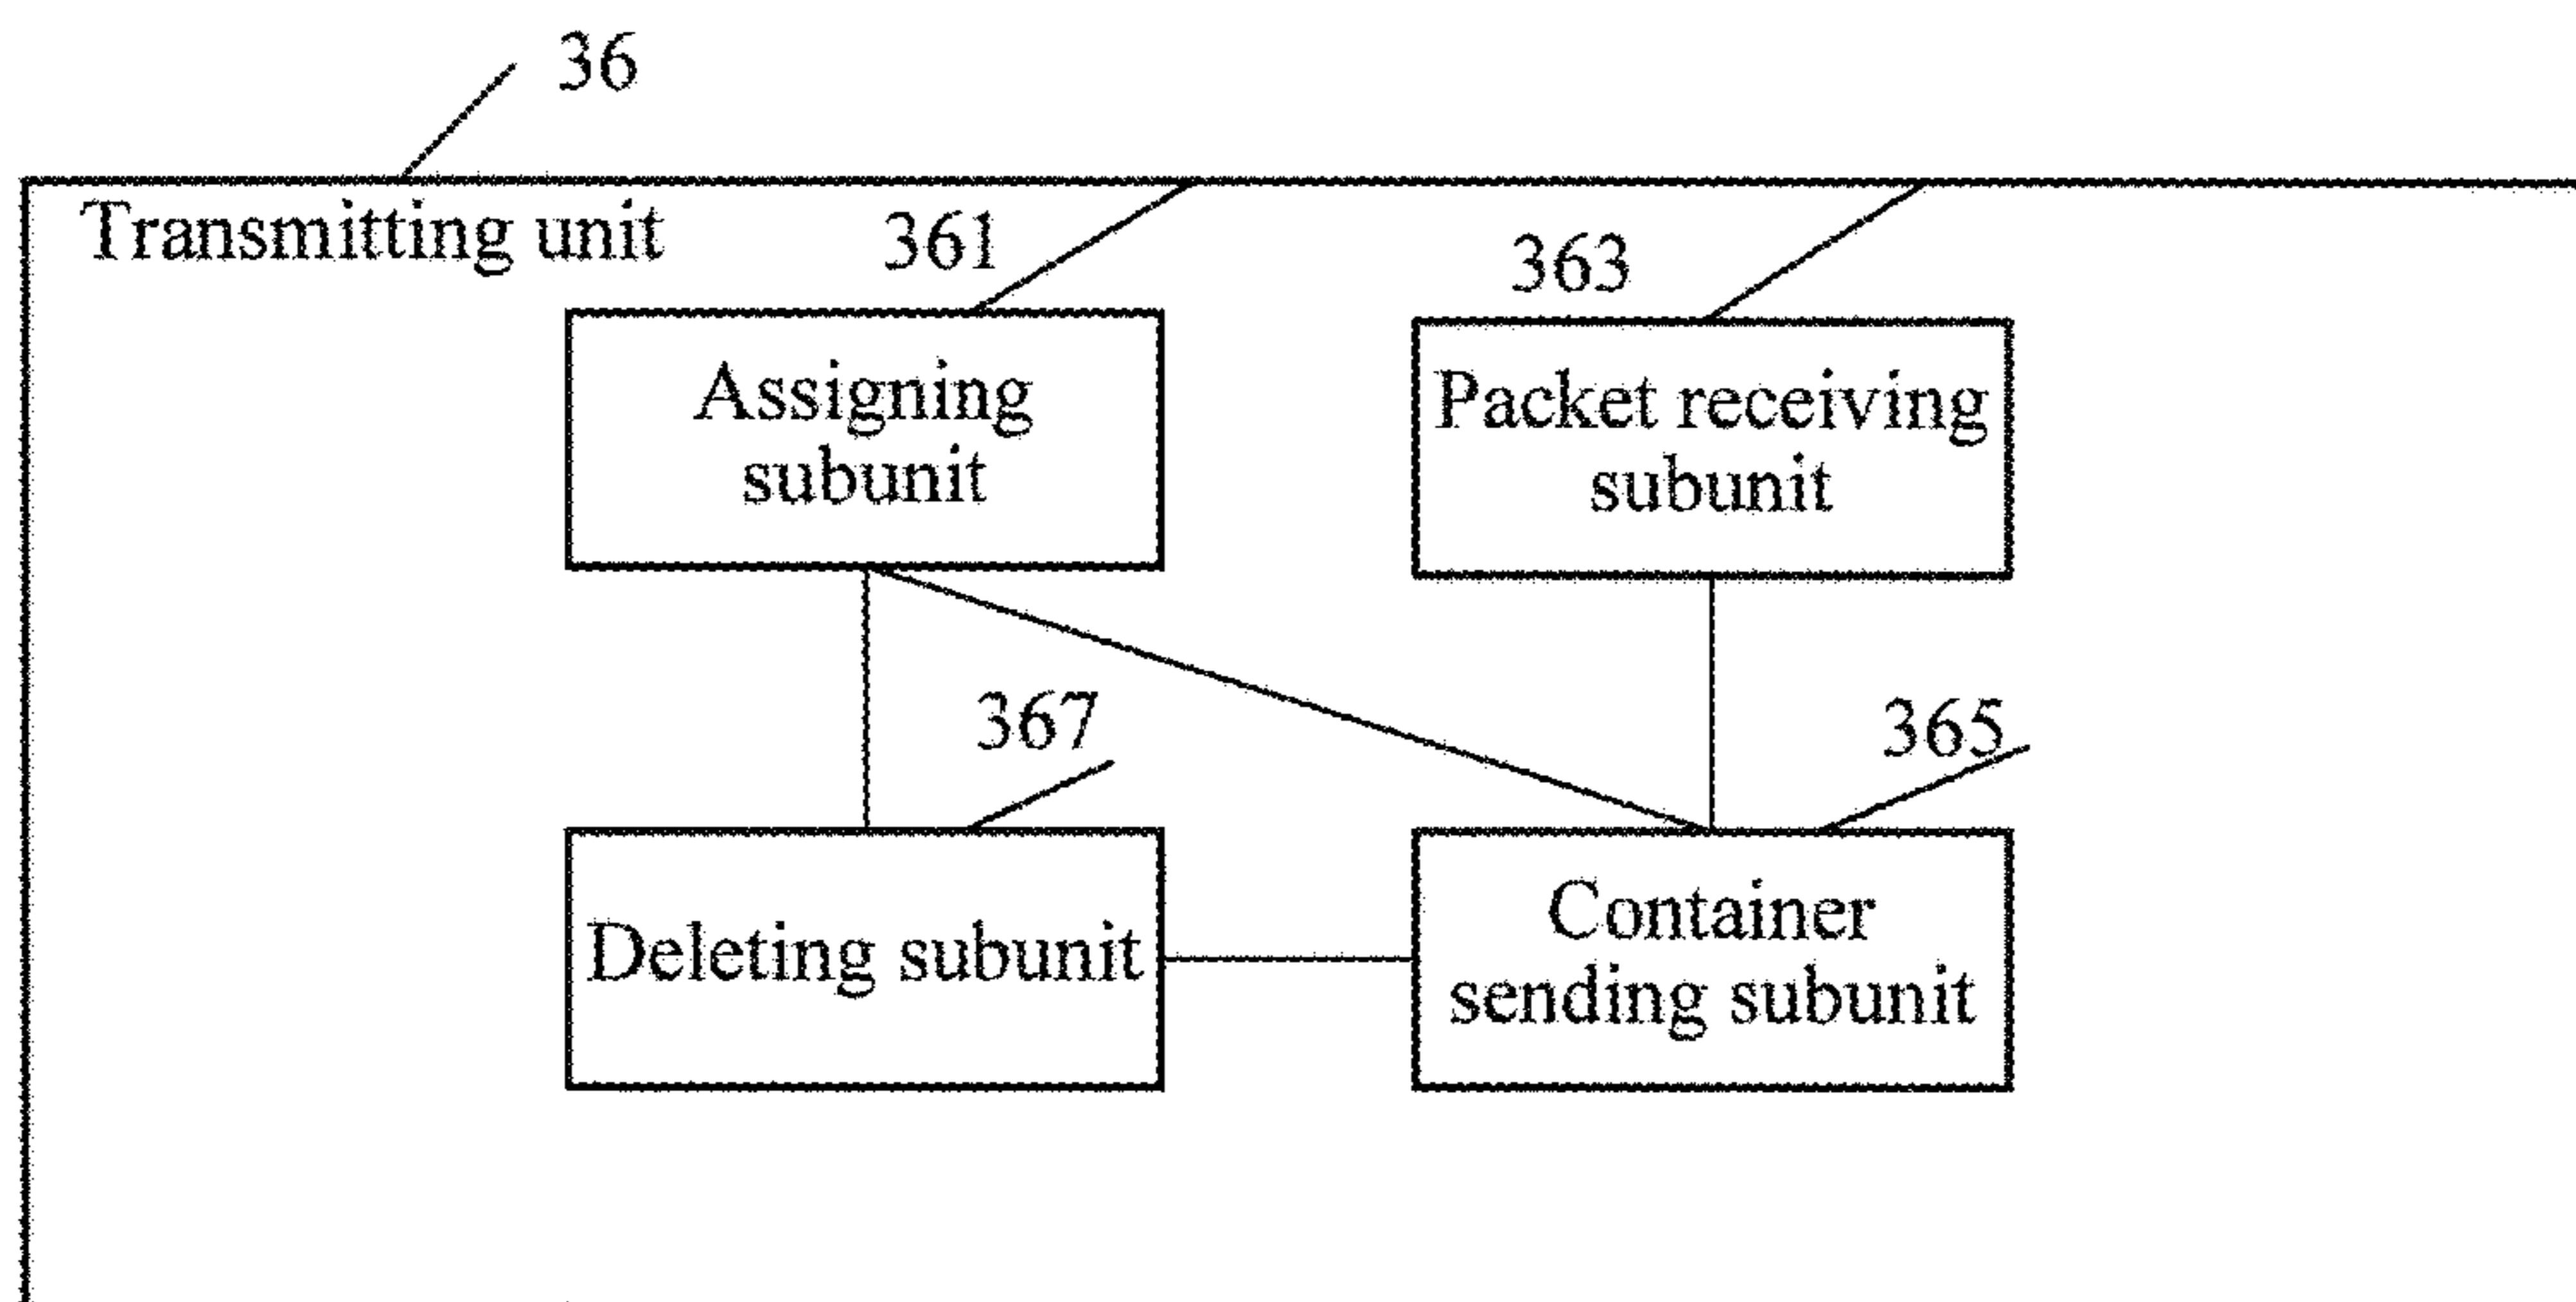 36
Transmitting unit
361
363
Assigning
subunit
Packet receiving
subunit
367
365
Deleting subunit
Container
sending subunit